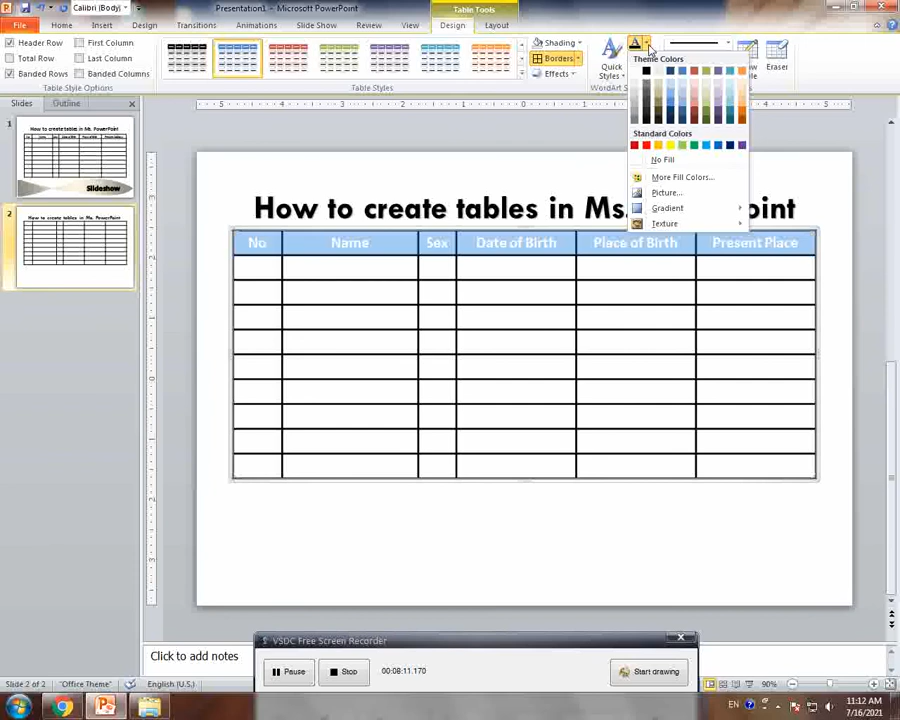 Calibri (Body)
Presentation1 - Microsoft PowerPoint
Table Tools
File
Home
Insert
Design
Transitions
Animations
Slide Show
Review
View
Design
Layout
Header Row
First Column
Total Row
Last Column
Banded Rows
Banded Columns
Table Style Options
Table Styles
Shading
Borders
Effects
Quick
Styles
WordArt S
Eraser
Theme Colors
Standard Colors
No Fill
More Fill Colors...
Picture...
Gradient
Texture
Slides
Outline
1
How to create tables in Ms. PowerPoint
Slideshow
2
How to create tables in Ms. PowerPoint
How to create tables in Ms. oint
No
Name
Sex
Date of Birth
Place of Birth
Present Place
VSDC Free Screen Recorder
Pause
Stop
00:08:11.170
Start drawing
Click to add notes
Slide 2 of 2
"Office Theme"
English (U.S.)
90%
EN
11:12 AM
7/16/2021